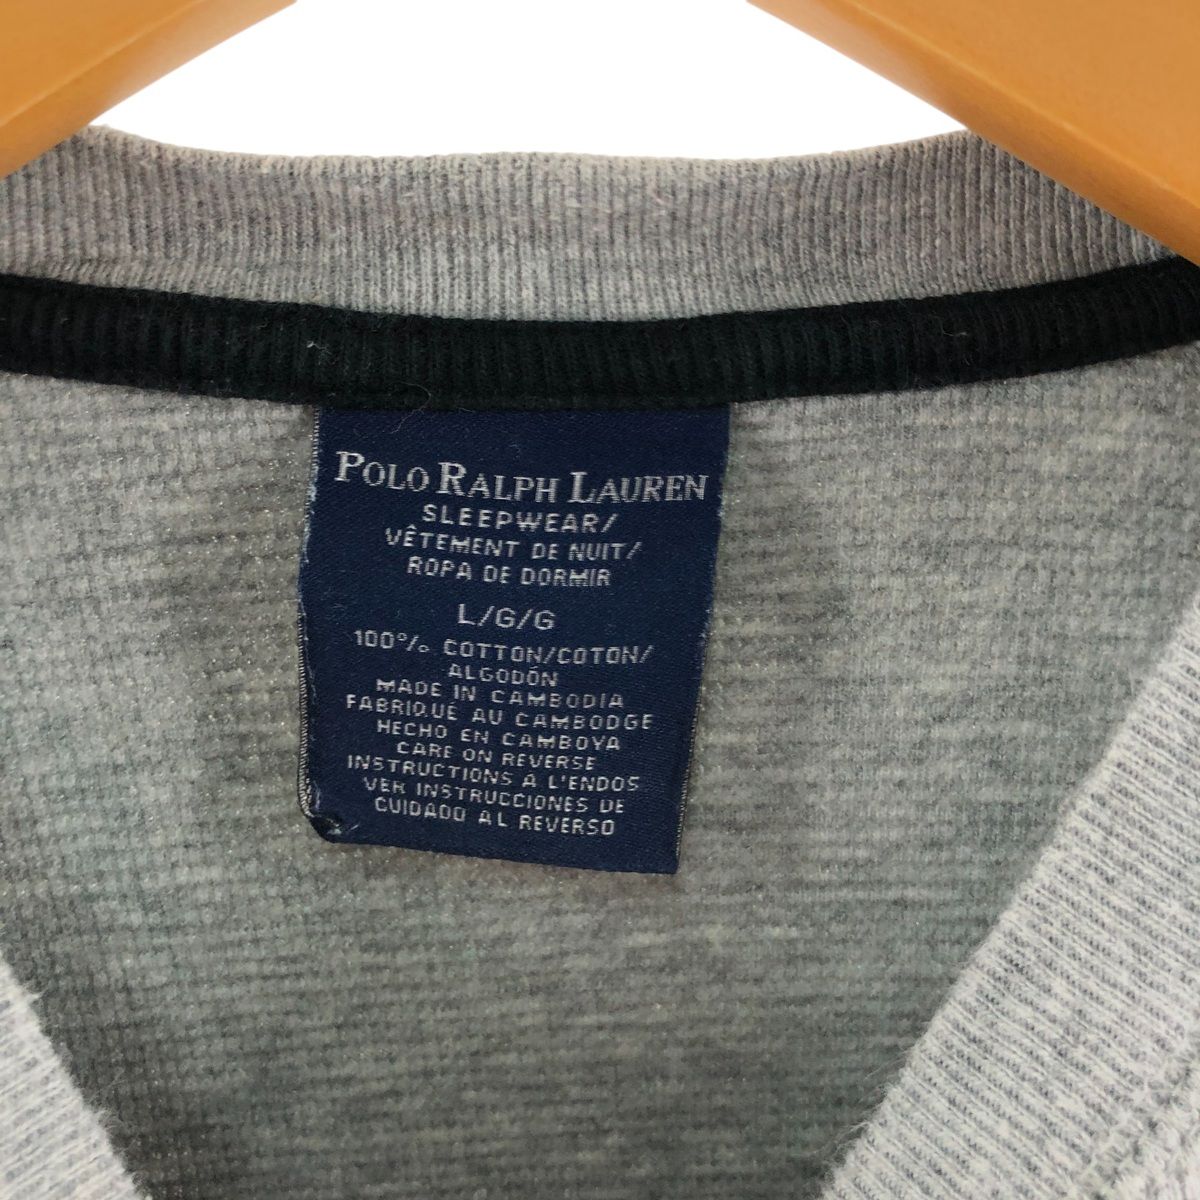 POLO RALPH LAUREN
SLEEPWEAR/
VÊTEMENT DE NUIT/
ROPA DE DORMIR
L/G/G
100% COTTON/COTON/
ALGODÓN
MADE IN CAMBODIA
FABRIQUÉ AU CAMBODGE
HECHO EN CAMBOYA
CARE ON REVERSE
INSTRUCTIONS A L'ENDOS
VER INSTRUCCIONES DE
CUIDADO AL REVERSO